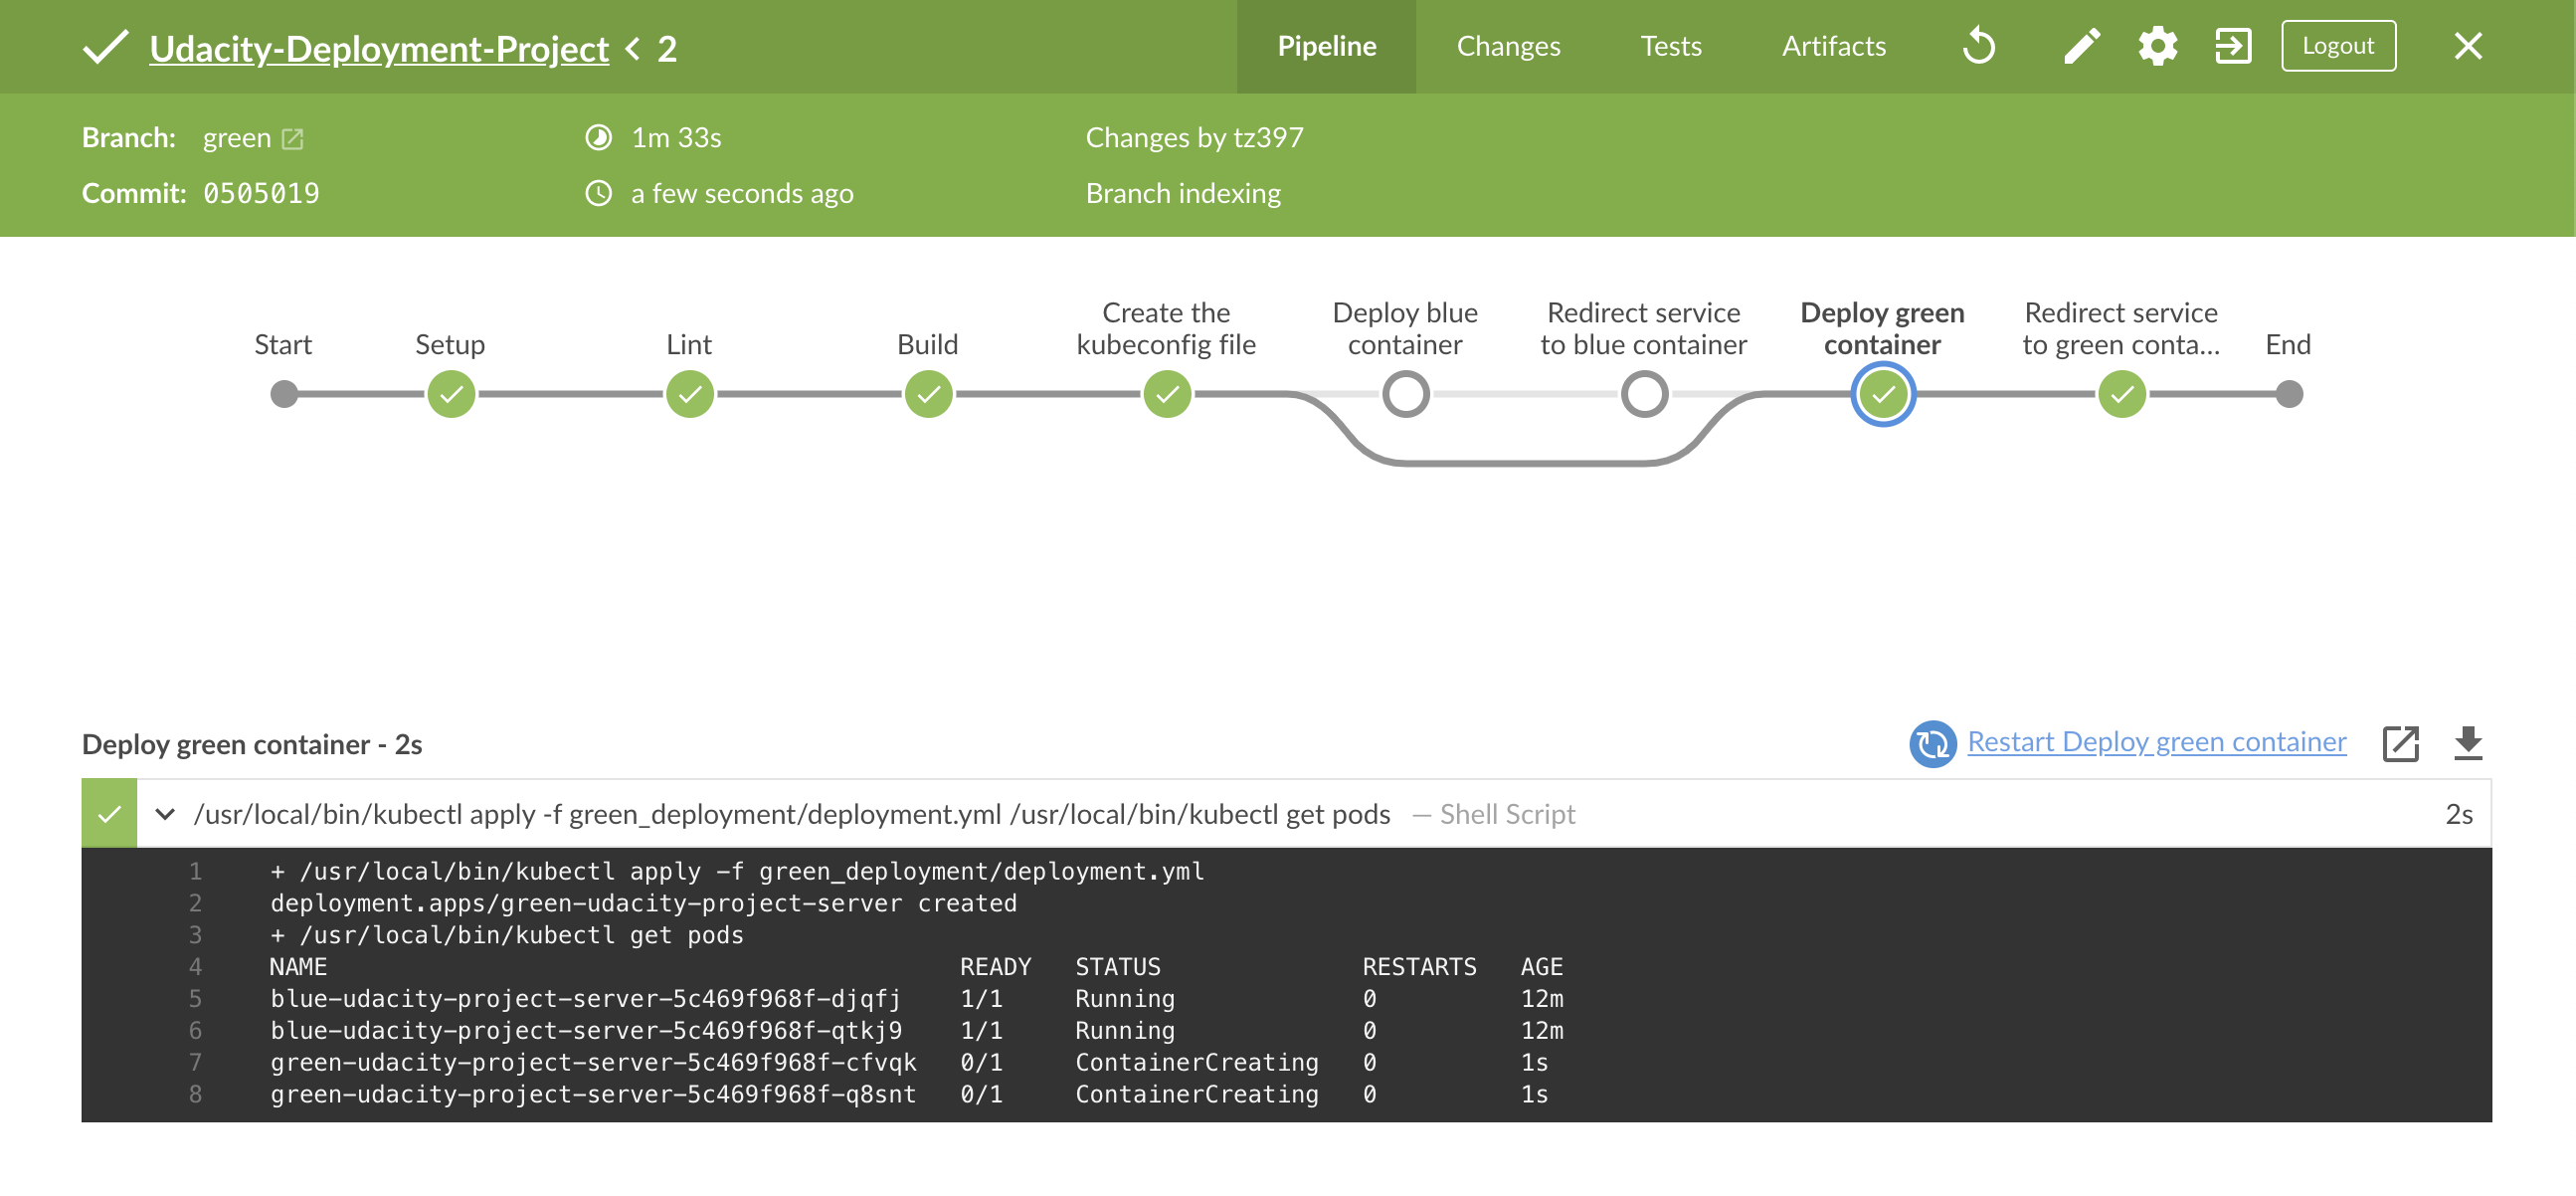 Udacity-Deployment-Project < 2
Pipeline Changes Tests Artifacts Logout
Branch: green 1m 33s Changes by tz397
Commit: 0505019 a few seconds ago Branch indexing
Start
Setup
Lint
Build
Create the
kubeconfig file
Deploy blue
container
Redirect service
to blue container
Deploy green
container
Redirect service
to green conta...
End
Deploy green container - 2s Restart Deploy green container
/usr/local/bin/kubectl apply -f green_deployment/deployment.yml /usr/local/bin/kubectl get pods — Shell Script 2s
1 + /usr/local/bin/kubectl apply -f green_deployment/deployment.yml
2 deployment.apps/green-udacity-project-server created
3 + /usr/local/bin/kubectl get pods
4 NAME READY STATUS RESTARTS AGE
5 blue-udacity-project-server-5c469f968f-djqfj 1/1 Running 0 12m
6 blue-udacity-project-server-5c469f968f-qtkj9 1/1 Running 0 12m
7 green-udacity-project-server-5c469f968f-cfvqk 0/1 ContainerCreating 0 1s
8 green-udacity-project-server-5c469f968f-q8snt 0/1 ContainerCreating 0 1s